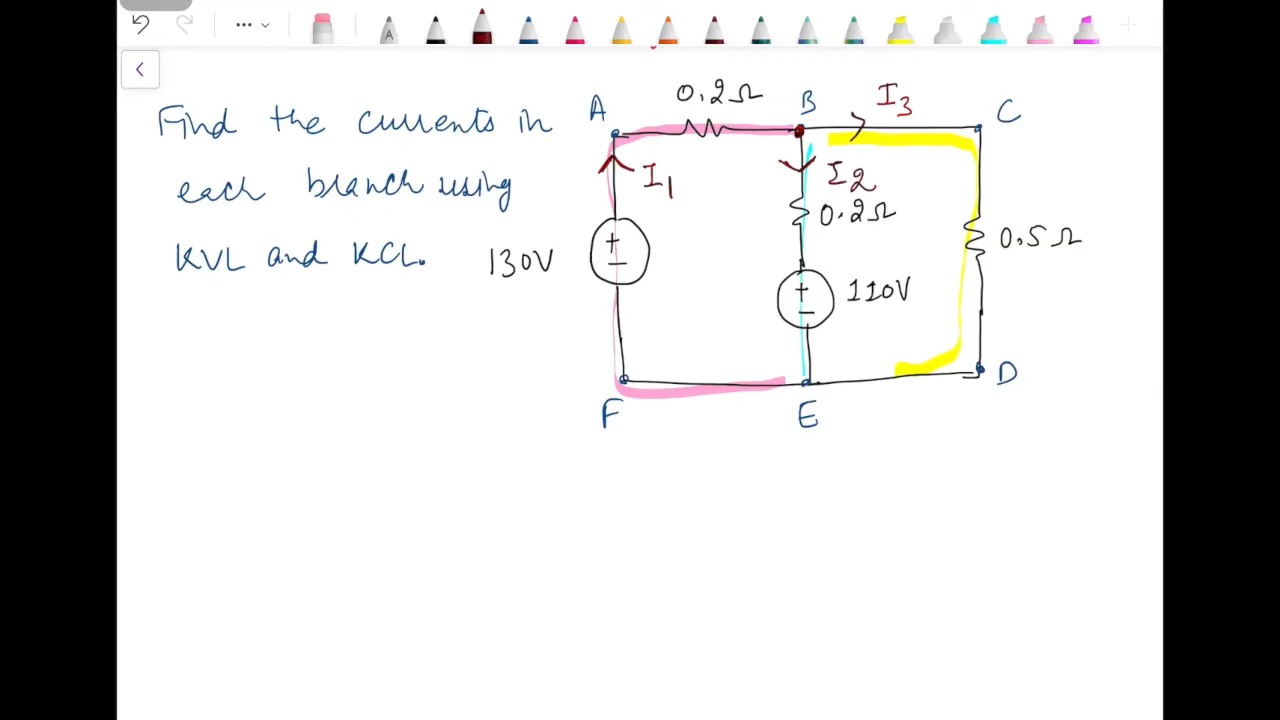 A
Find the currents in
each branch using
KVL and KCL.
A
0.2Ω
B
I3
C
I1
I2
0.2Ω
0.5Ω
130V
+
−
+
−
110V
F
E
D